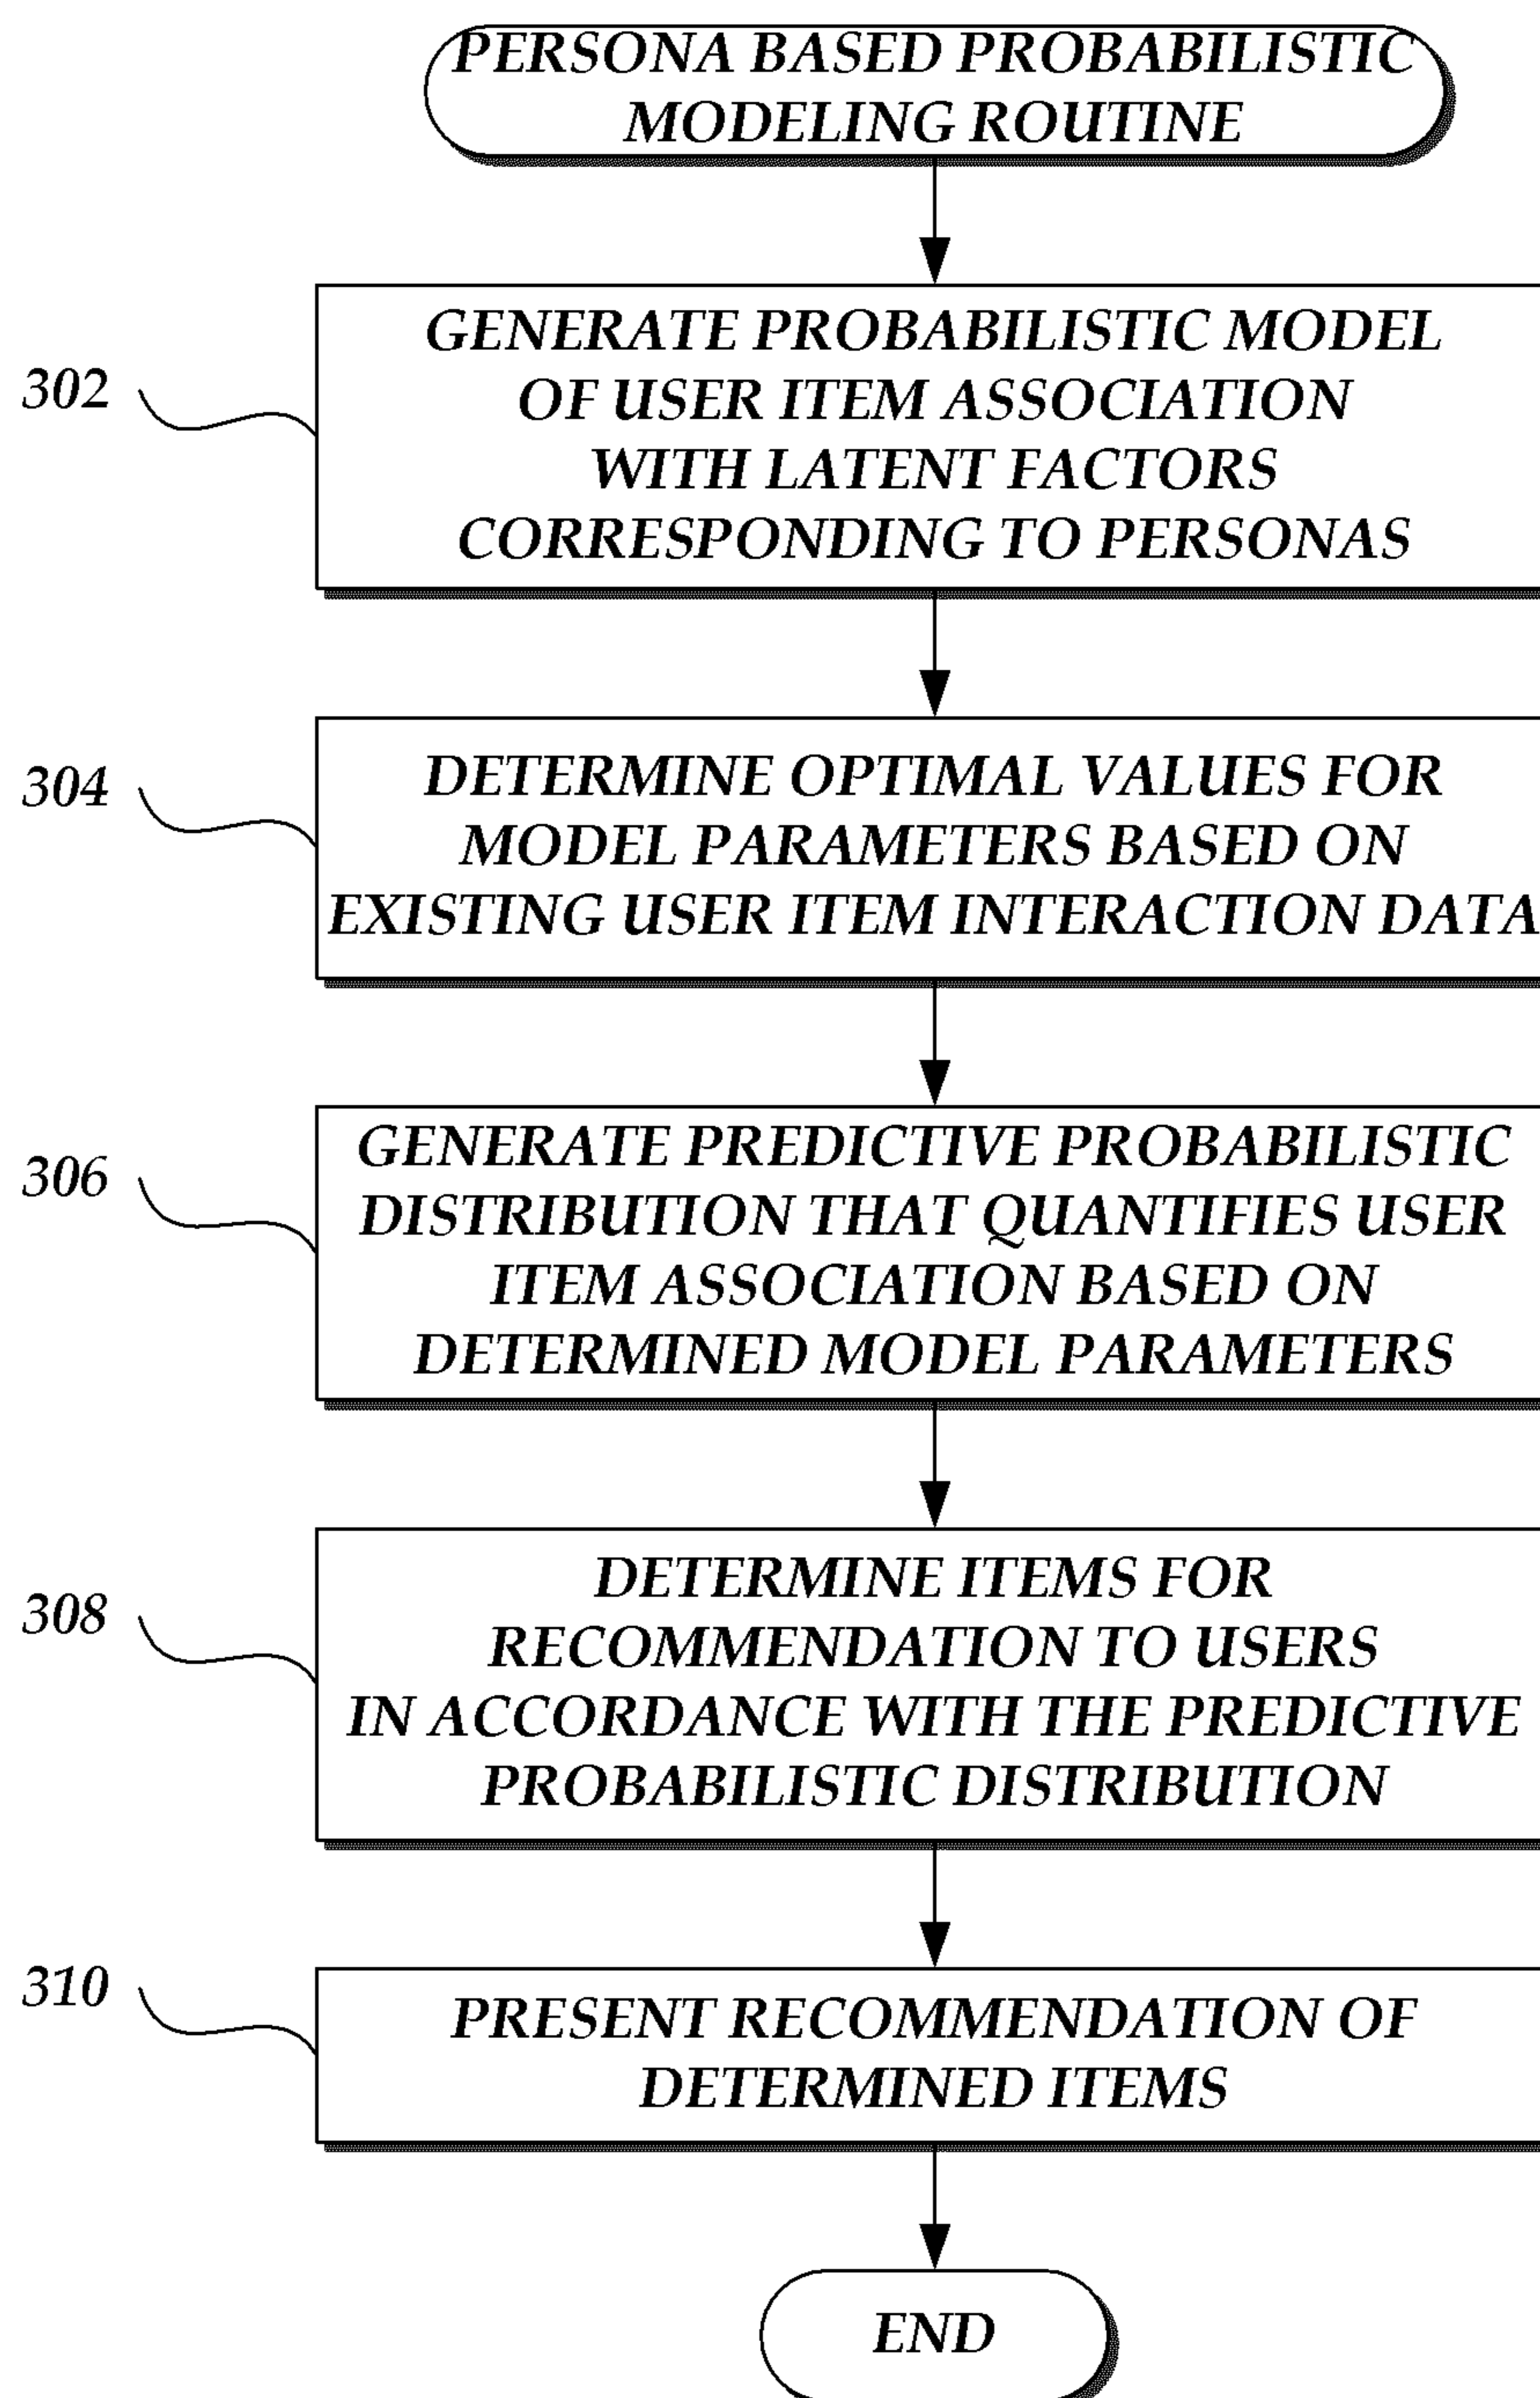 PERSONA BASED PROBABILISTIC
MODELING ROUTINE
302
GENERATE PROBABILISTIC MODEL
OF USER ITEM ASSOCIATION
WITH LATENT FACTORS
CORRESPONDING TO PERSONAS
304
DETERMINE OPTIMAL VALUES FOR
MODEL PARAMETERS BASED ON
EXISTING USER ITEM INTERACTION DATA
306
GENERATE PREDICTIVE PROBABILISTIC
DISTRIBUTION THAT QUANTIFIES USER
ITEM ASSOCIATION BASED ON
DETERMINED MODEL PARAMETERS
308
DETERMINE ITEMS FOR
RECOMMENDATION TO USERS
IN ACCORDANCE WITH THE PREDICTIVE
PROBABILISTIC DISTRIBUTION
310
PRESENT RECOMMENDATION OF
DETERMINED ITEMS
END